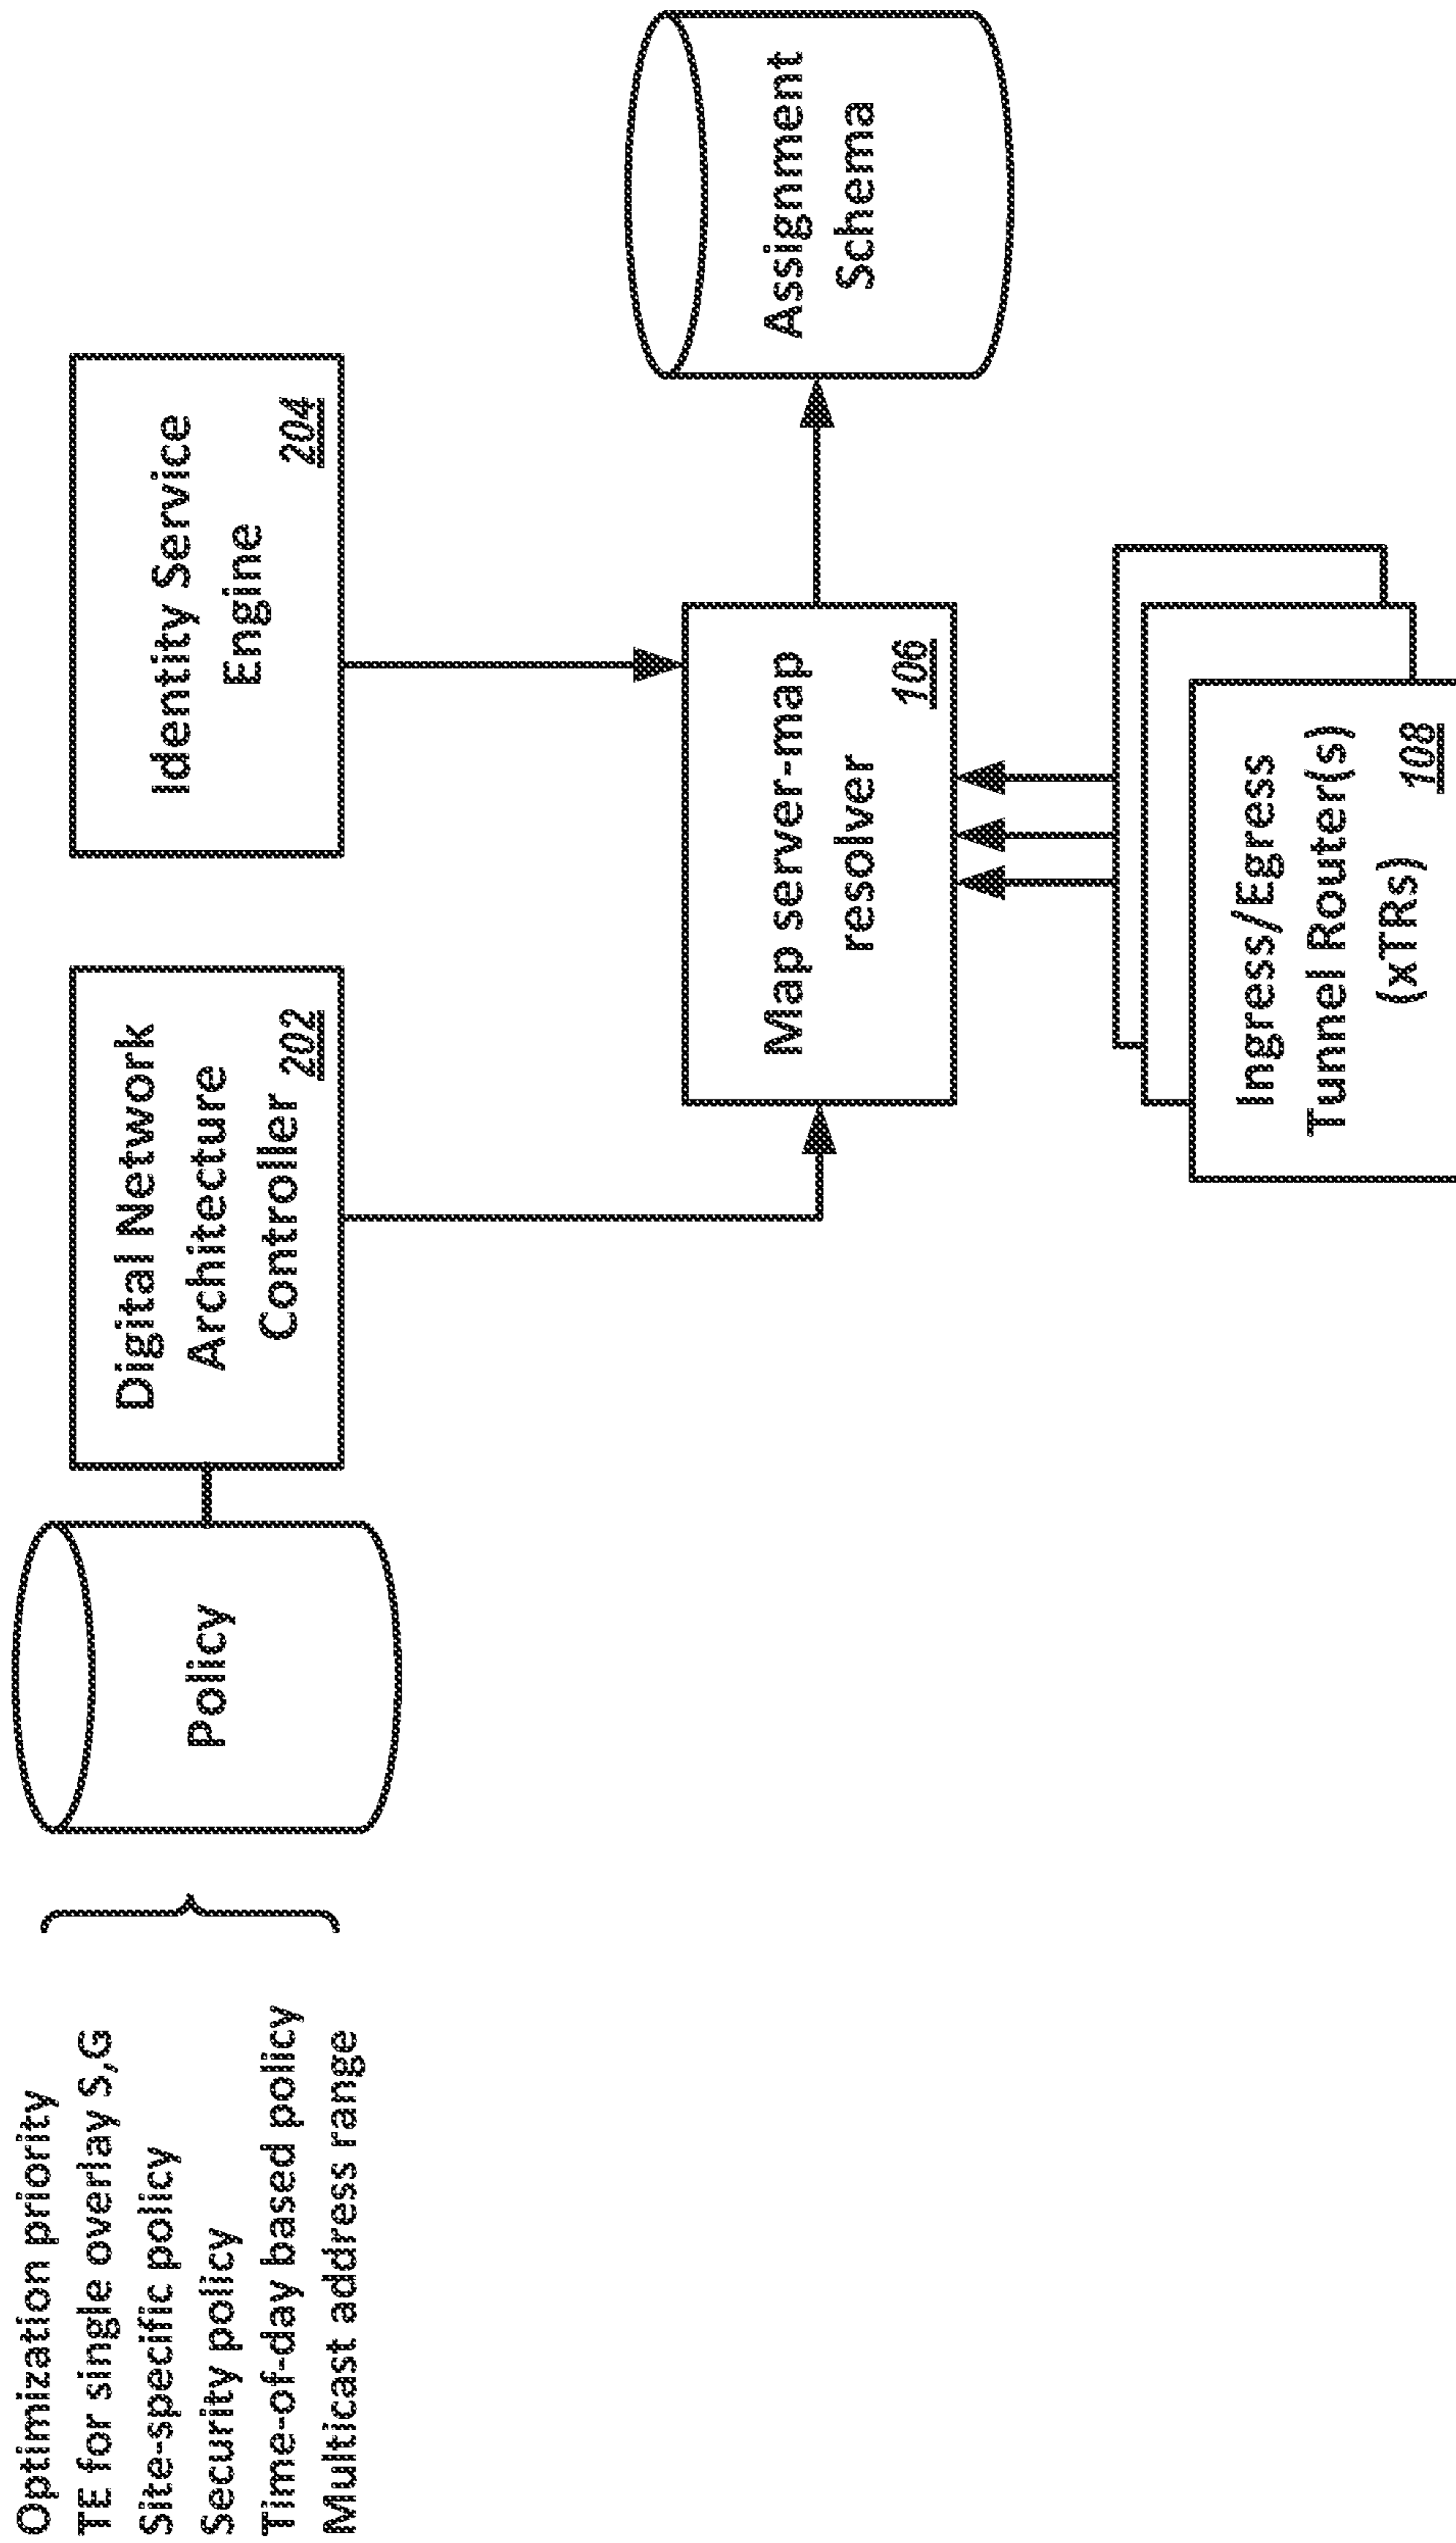 Optimization priority
TE for single overlay S,G
Site-specific policy
Security policy
Time-of-day based policy
Multicast address range
Policy
Digital Network
Architecture
Controller 202
Identity Service
Engine
204
Map server-map
resolver
106
Assignment
Schema
Ingress/Egress
Tunnel Router(s)
(xTRs)
108